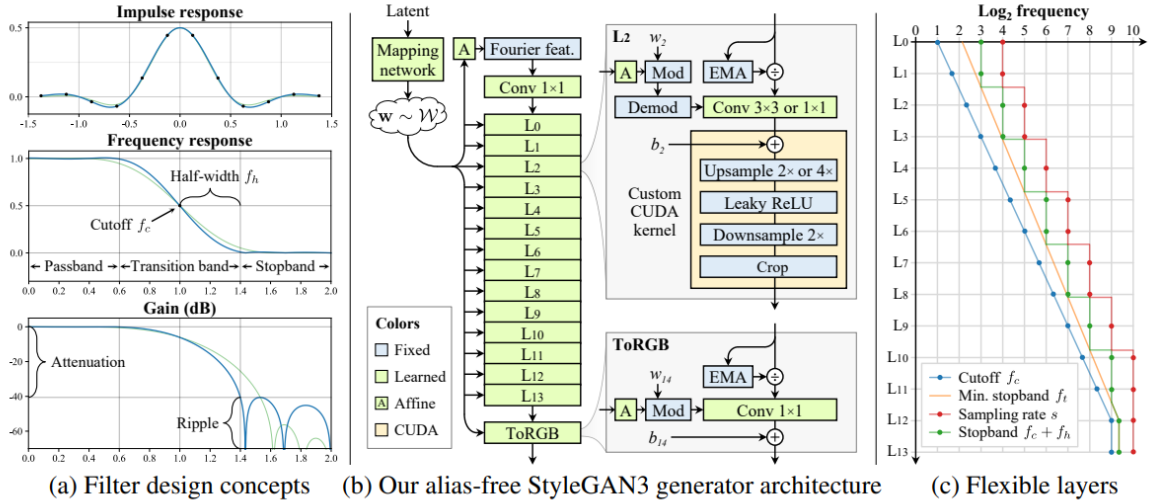 Impulse response
0.5
0.0
−1.5 −1.0 −0.5 0.0 0.5 1.0 1.5
Frequency response
1.0
0.5
0.0
Half-width fh
Cutoff fc
Passband Transition band Stopband
0.0 0.2 0.4 0.6 0.8 1.0 1.2 1.4 1.6 1.8 2.0
Gain (dB)
0
−20
−40
−60
Attenuation
Ripple
0.0 0.2 0.4 0.6 0.8 1.0 1.2 1.4 1.6 1.8 2.0
(a) Filter design concepts
Latent
Mapping
network
w ~ W
A
Fourier feat.
Conv 1×1
L0
L1
L2
L3
L4
L5
L6
L7
L8
L9
L10
L11
L12
L13
ToRGB
Colors
Fixed
Learned
A Affine
CUDA
L2
w2
A
Mod
EMA
÷
Demod
Conv 3×3 or 1×1
b2
+
Upsample 2× or 4×
Leaky ReLU
Downsample 2×
Crop
Custom
CUDA
kernel
ToRGB
w14
EMA
÷
A
Mod
Conv 1×1
b14
+
(b) Our alias-free StyleGAN3 generator architecture
Log2 frequency
0 1 2 3 4 5 6 7 8 9 10
L0
L1
L2
L3
L4
L5
L6
L7
L8
L9
L10
L11
L12
L13
Cutoff fc
Min. stopband ft
Sampling rate s
Stopband fc + fh
(c) Flexible layers